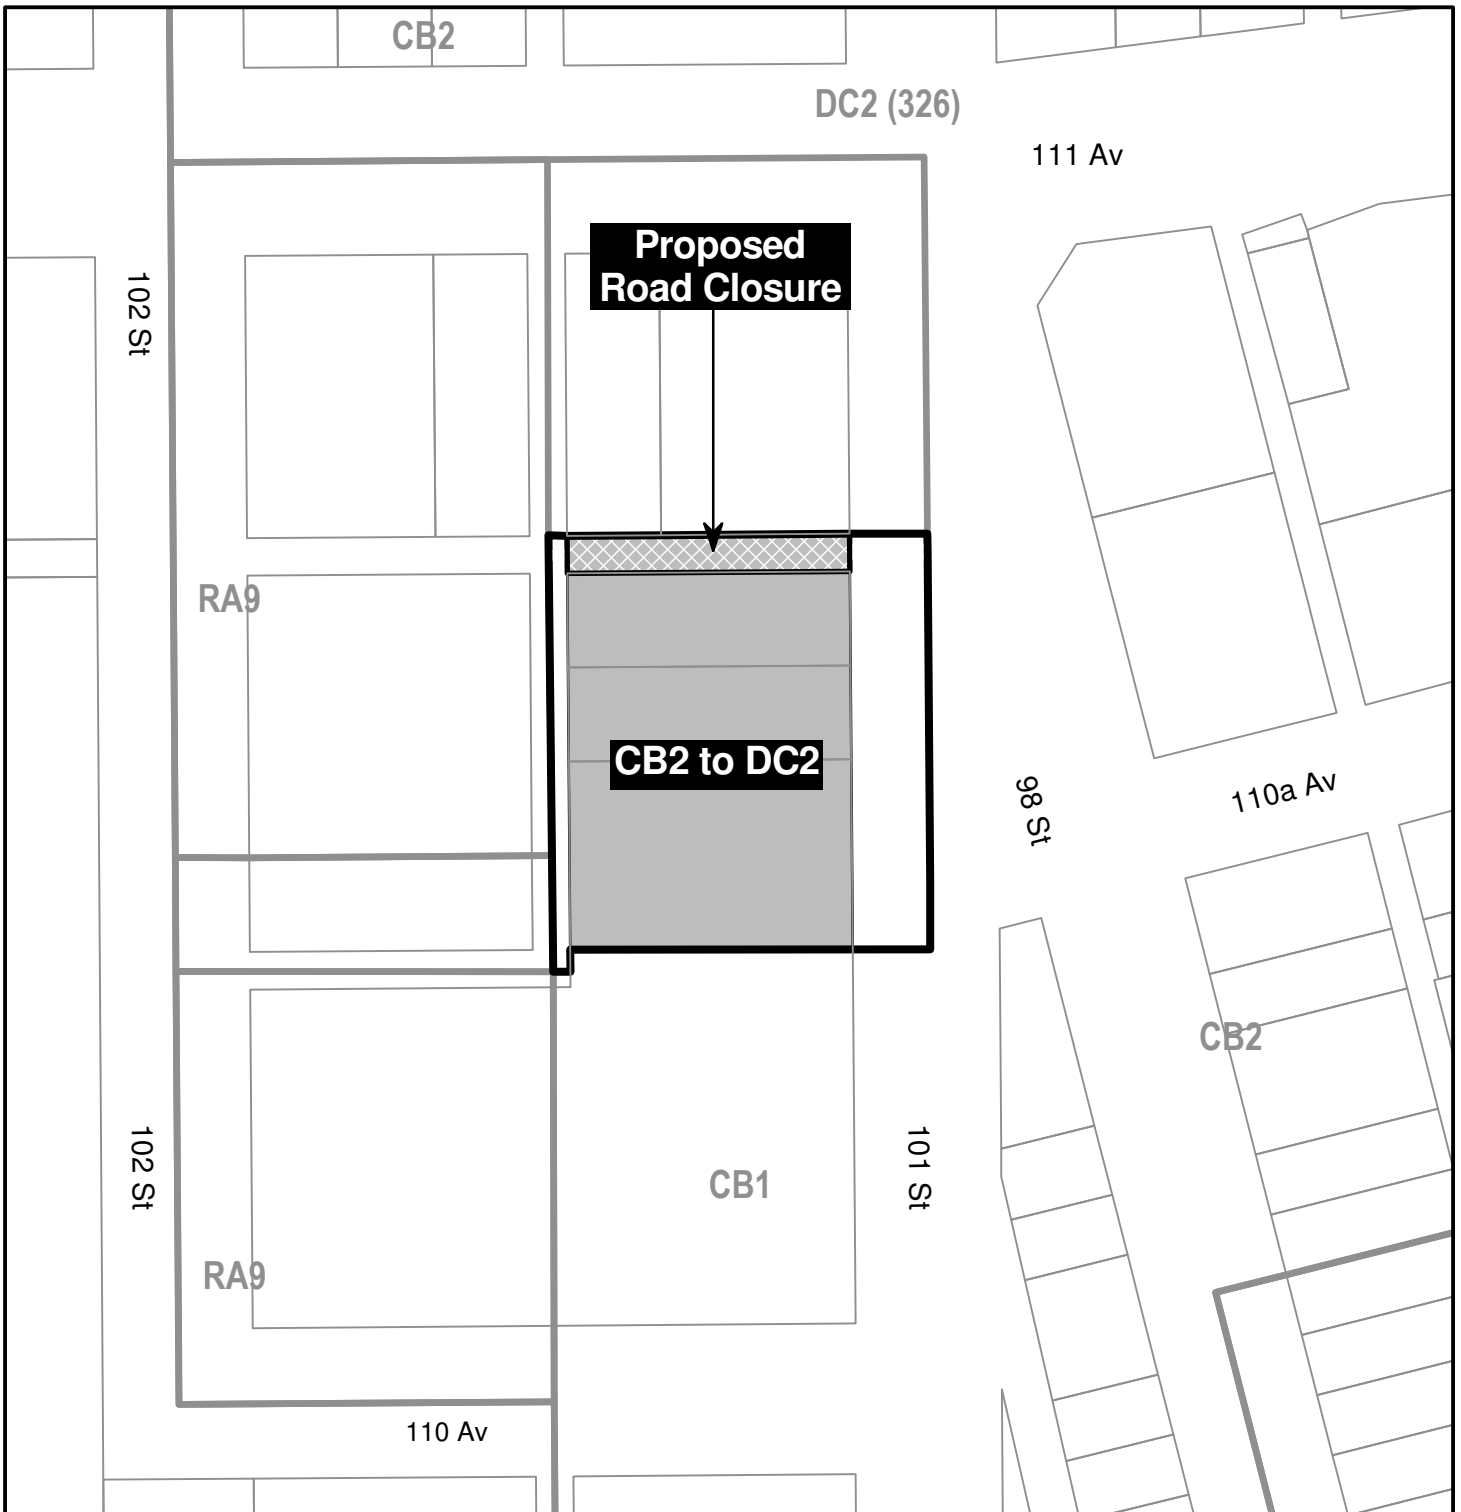 CB2
DC2 (326)
111 Av
Proposed
Road Closure
102 St
RA9
CB2 to DC2
98 St
110a Av
CB2
102 St
CB1
101 St
RA9
110 Av